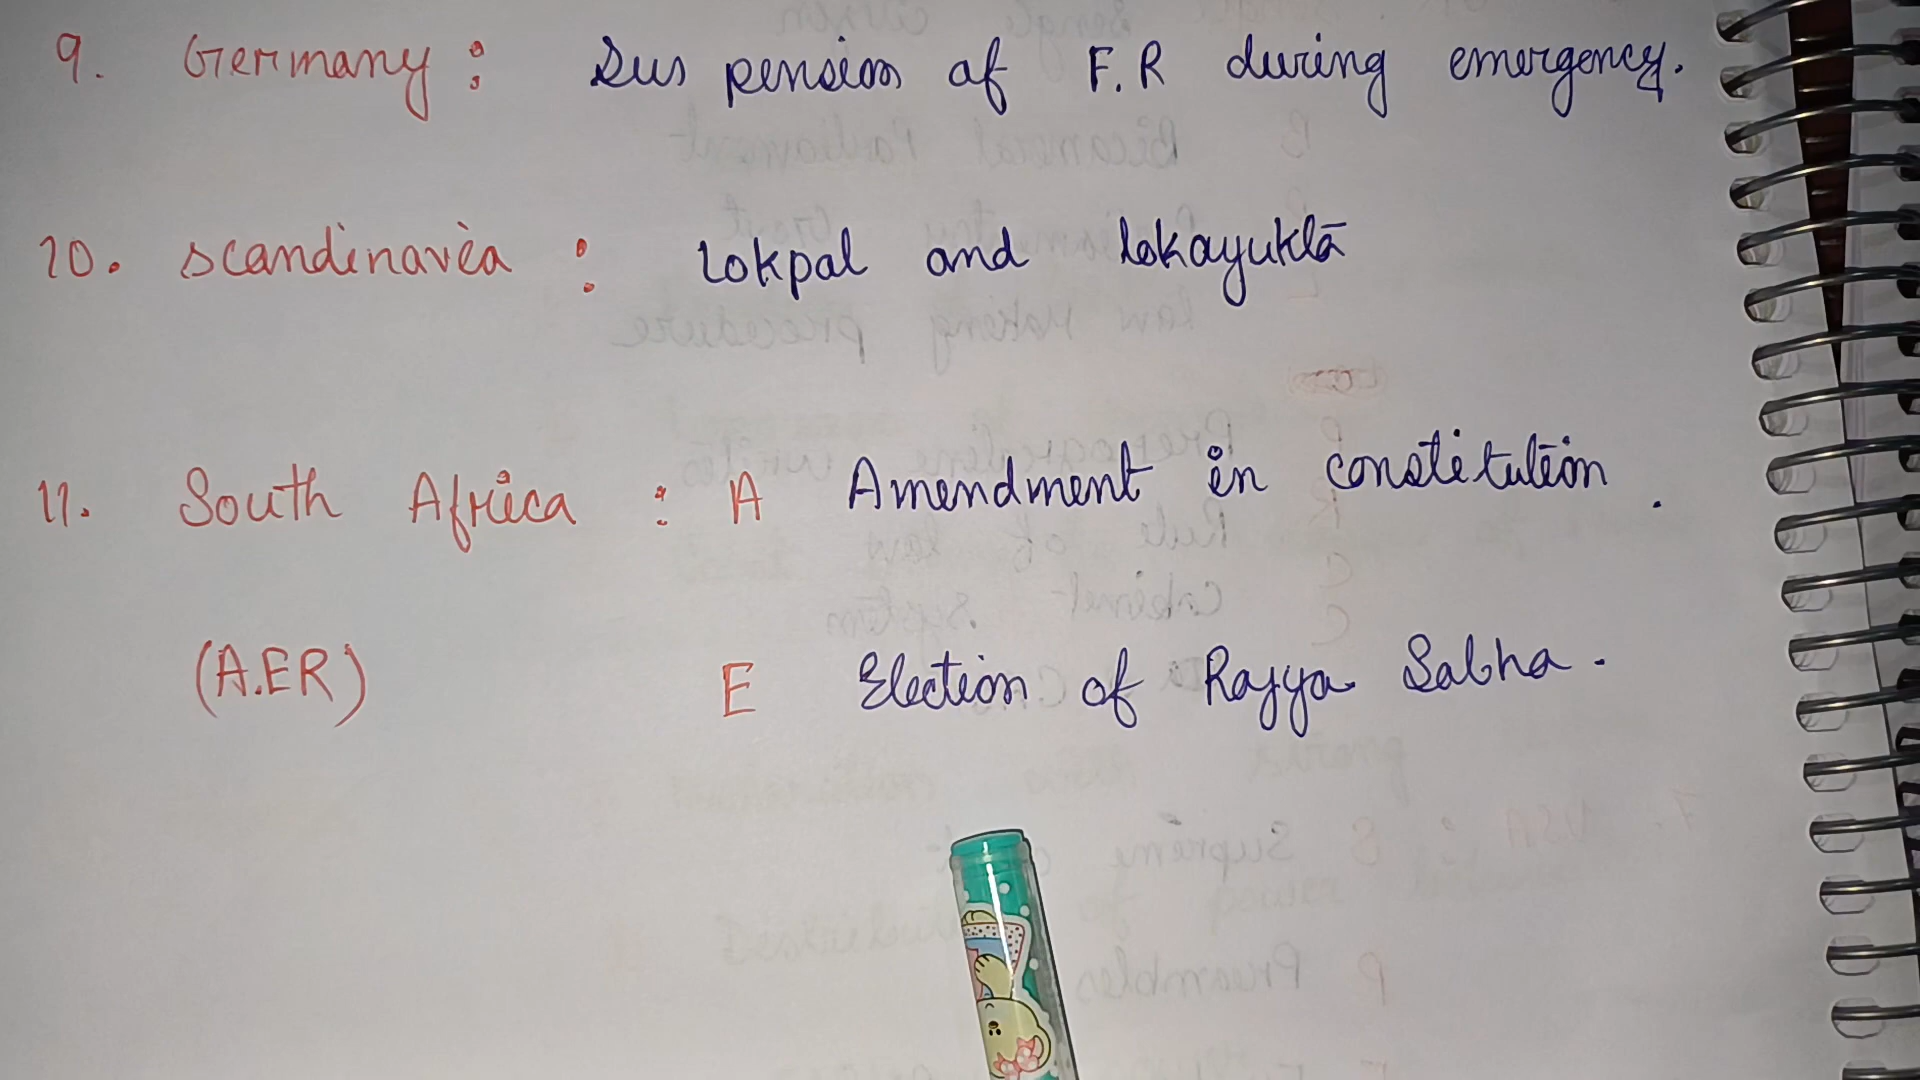 9. Germany : Suspension of F.R during emergency.
10. Scandinavia : Lokpal and lokayukta
11. South Africa : A Amendment in constitution.
(A.ER) E Election of Rajya Sabha.